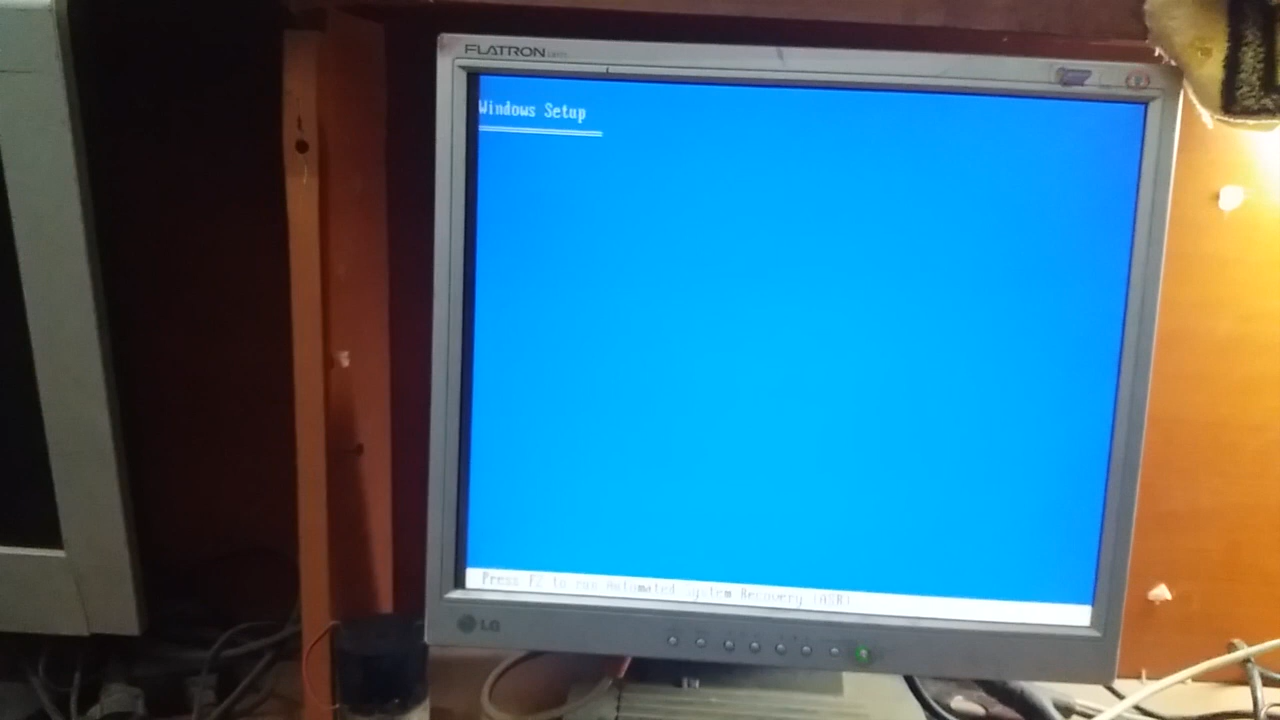 FLATRON
Windows Setup
Press F2 to run Automated System Recovery (ASR)
LG